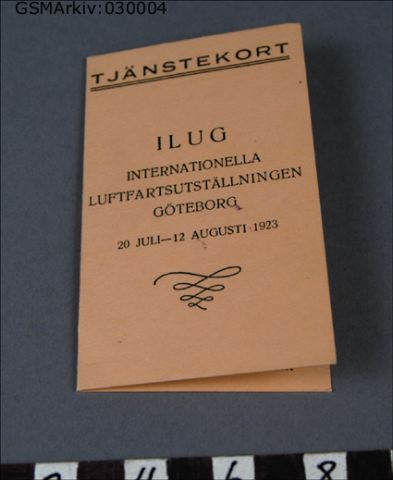 GSMArkiv:030004
TJÄNSTEKORT
ILUG
INTERNATIONELLA
LUFTFARTSUTSTÄLLNINGEN
GÖTEBORG
20 JULI—12 AUGUSTI 1923
4 6 8